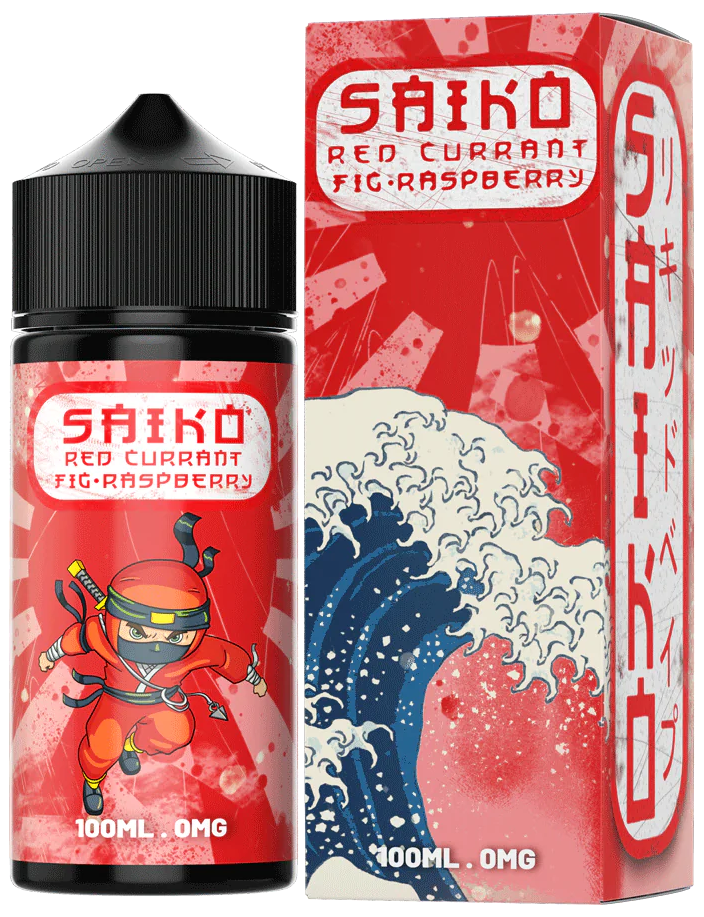 OPEN
SAIKO
RED CURRANT
FIG•RASPBERRY
100ML . 0MG
SAIKO
RED CURRANT
FIG•RASPBERRY
100ML . 0MG
SAIKO
リキッドベイプ